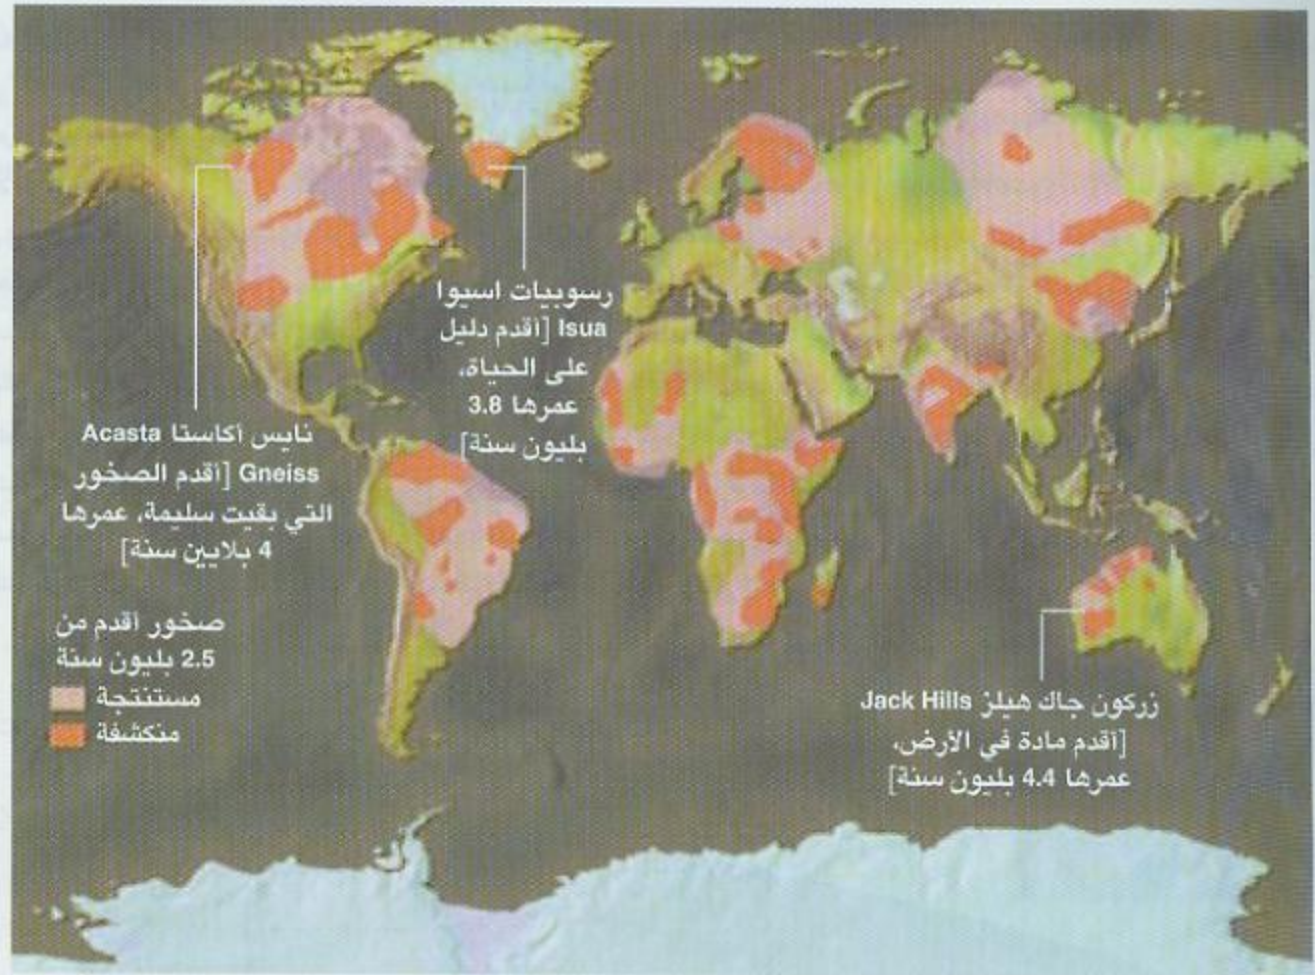 رسوبيات اسيوا
Isua [أقدم دليل
على الحياة،
عمرها 3.8
بليون سنة]
نايس أكاستا Acasta
Gneiss [أقدم الصخور
التي بقيت سليمة، عمرها
4 بلايين سنة]
صخور أقدم من
2.5 بليون سنة
مستنتجة
منكشفة
زركون جاك هيلز Jack Hills
[أقدم مادة في الأرض،
عمرها 4.4 بليون سنة]